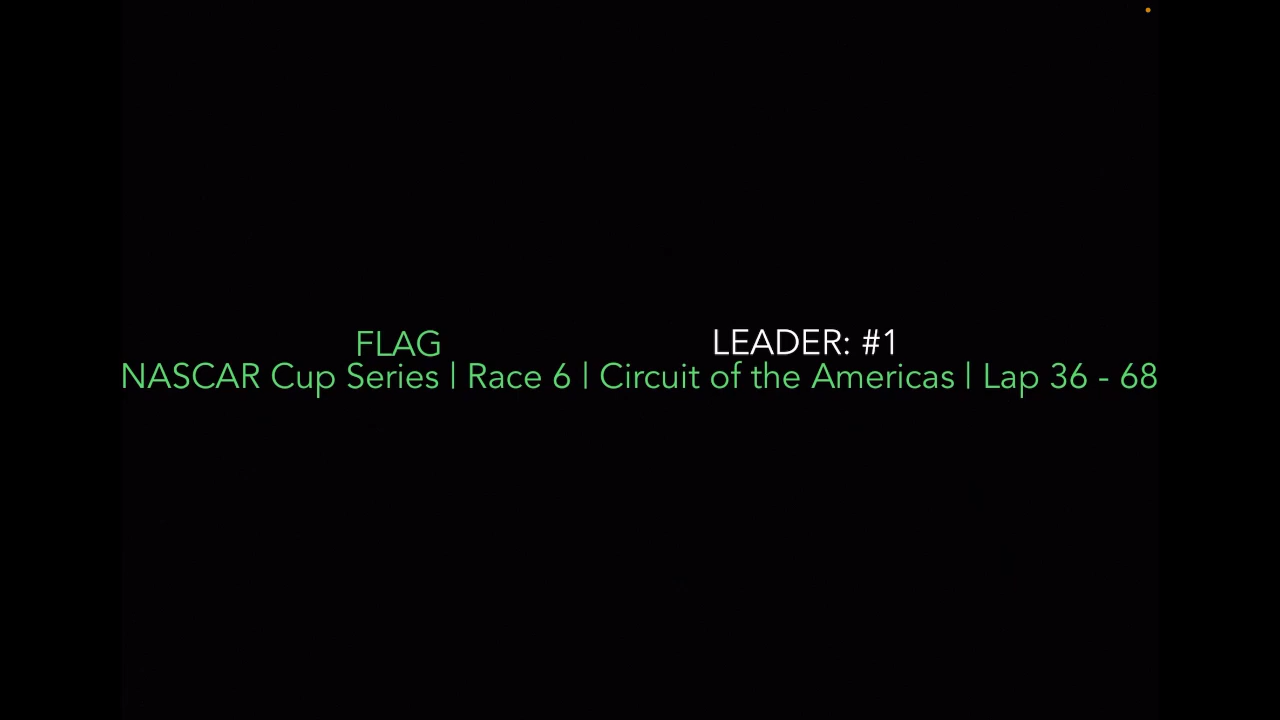 FLAG LEADER: #1
NASCAR Cup Series | Race 6 | Circuit of the Americas | Lap 36 - 68